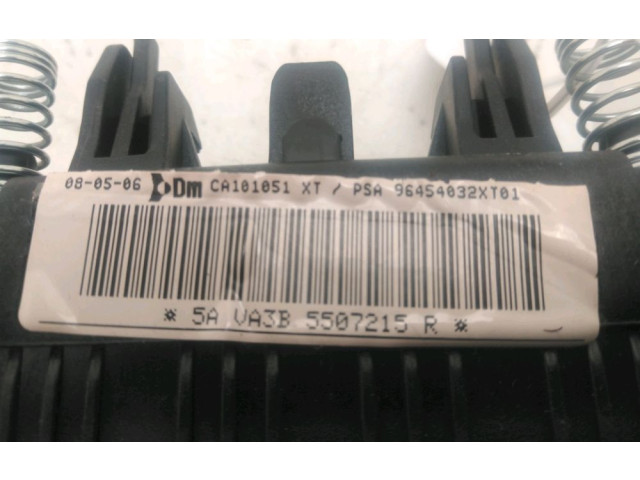 08-05-06 Dm CA101051 XT / PSA 96454032XT01
* 5A VA3B 5507215 R *